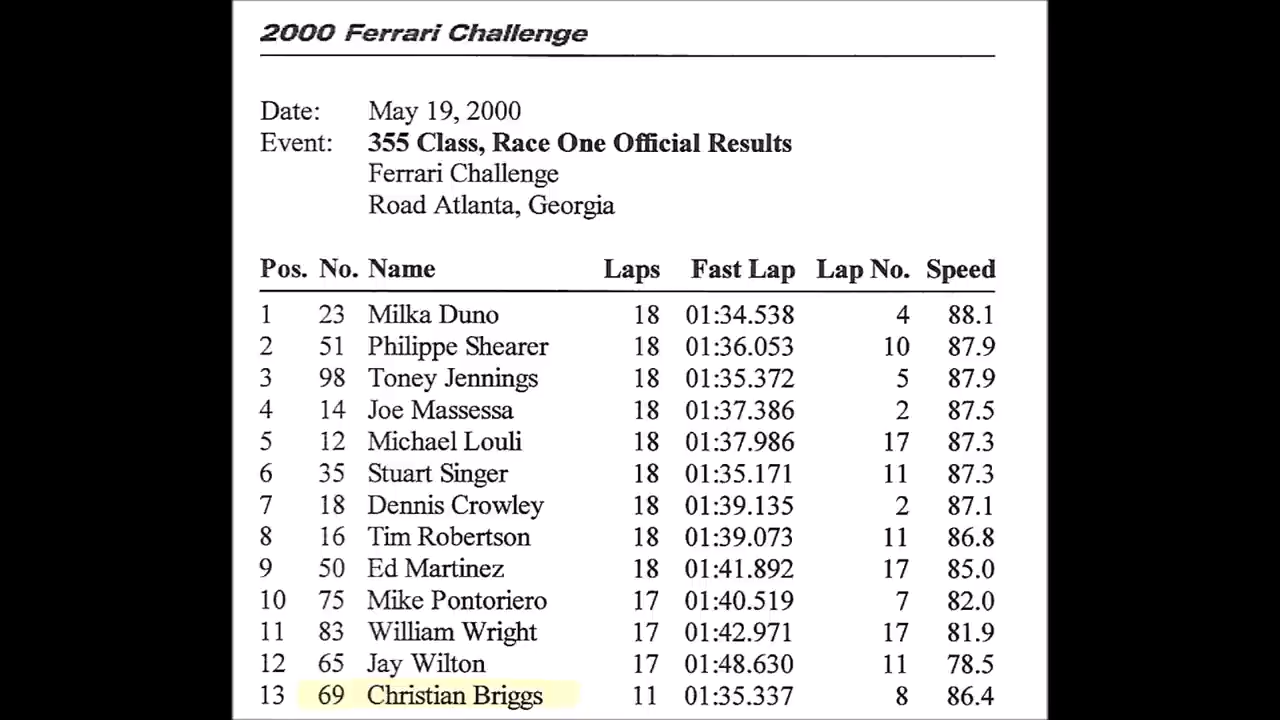 2000 Ferrari Challenge
Date: May 19, 2000
Event: 355 Class, Race One Official Results
Ferrari Challenge
Road Atlanta, Georgia
Pos. No. Name Laps Fast Lap Lap No. Speed
1 23 Milka Duno 18 01:34.538 4 88.1
2 51 Philippe Shearer 18 01:36.053 10 87.9
3 98 Toney Jennings 18 01:35.372 5 87.9
4 14 Joe Massessa 18 01:37.386 2 87.5
5 12 Michael Louli 18 01:37.986 17 87.3
6 35 Stuart Singer 18 01:35.171 11 87.3
7 18 Dennis Crowley 18 01:39.135 2 87.1
8 16 Tim Robertson 18 01:39.073 11 86.8
9 50 Ed Martinez 18 01:41.892 17 85.0
10 75 Mike Pontoriero 17 01:40.519 7 82.0
11 83 William Wright 17 01:42.971 17 81.9
12 65 Jay Wilton 17 01:48.630 11 78.5
13 69 Christian Briggs 11 01:35.337 8 86.4